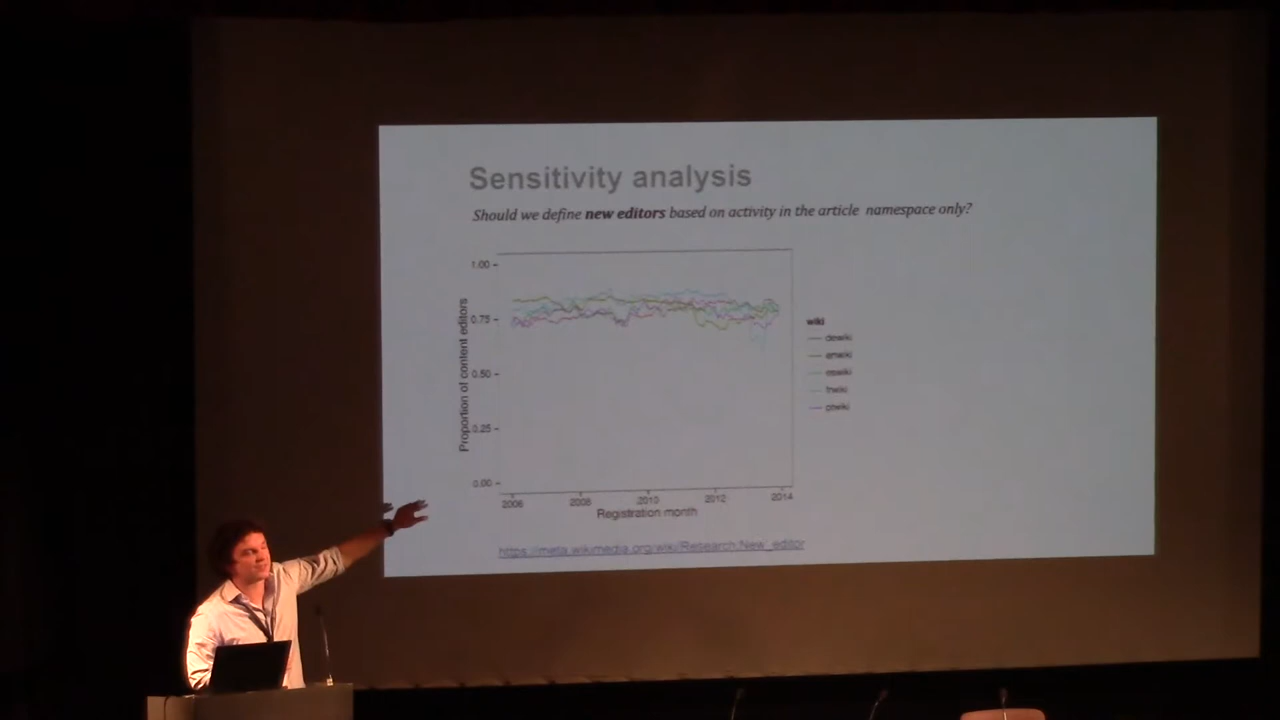 Sensitivity analysis
Should we define new editors based on activity in the article namespace only?
1.00
0.75
0.50
0.25
0.00
Proportion of content editors
2006
2008
2010
2012
2014
Registration month
wiki
dewiki
enwiki
eswiki
frwiki
ptwiki
https://meta.wikimedia.org/wiki/Research:New_editor